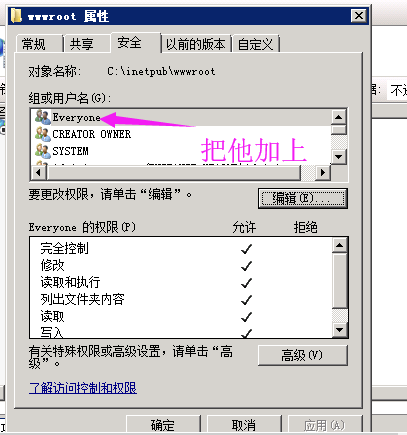 wwwroot 属性
常规 共享 安全 以前的版本 自定义
对象名称: C:\inetpub\wwwroot
组或用户名(G):
Everyone
CREATOR OWNER
SYSTEM
把他加上
要更改权限，请单击“编辑”。
编辑(E)...
Everyone 的权限(P) 允许 拒绝
完全控制
修改
读取和执行
列出文件夹内容
读取
写入
有关特殊权限或高级设置，请单击“高
级”。
高级(V)
了解访问控制和权限
确定 取消 应用(A)